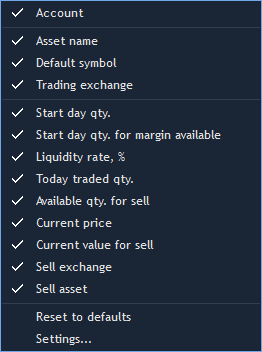 Account
Asset name
Default symbol
Trading exchange
Start day qty.
Start day qty. for margin available
Liquidity rate, %
Today traded qty.
Available qty. for sell
Current price
Current value for sell
Sell exchange
Sell asset
Reset to defaults
Settings...